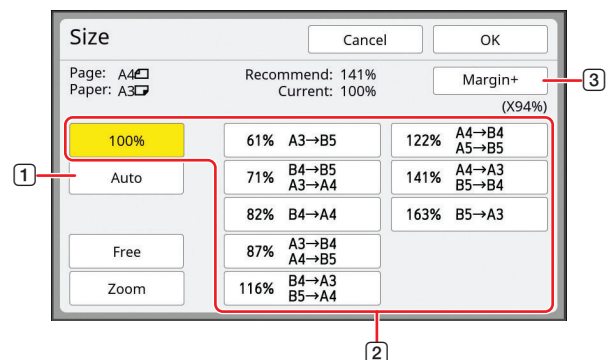 Size
Cancel
OK
Page: A4
Paper: A3
Recommend: 141%
Current: 100%
Margin+
(X94%)
3
100%
1
Auto
Free
Zoom
61% A3→B5
71% B4→B5
A3→A4
82% B4→A4
87% A3→B4
A4→B5
116% B4→A3
B5→A4
122% A4→B4
A5→B5
141% A4→A3
B5→B4
163% B5→A3
2